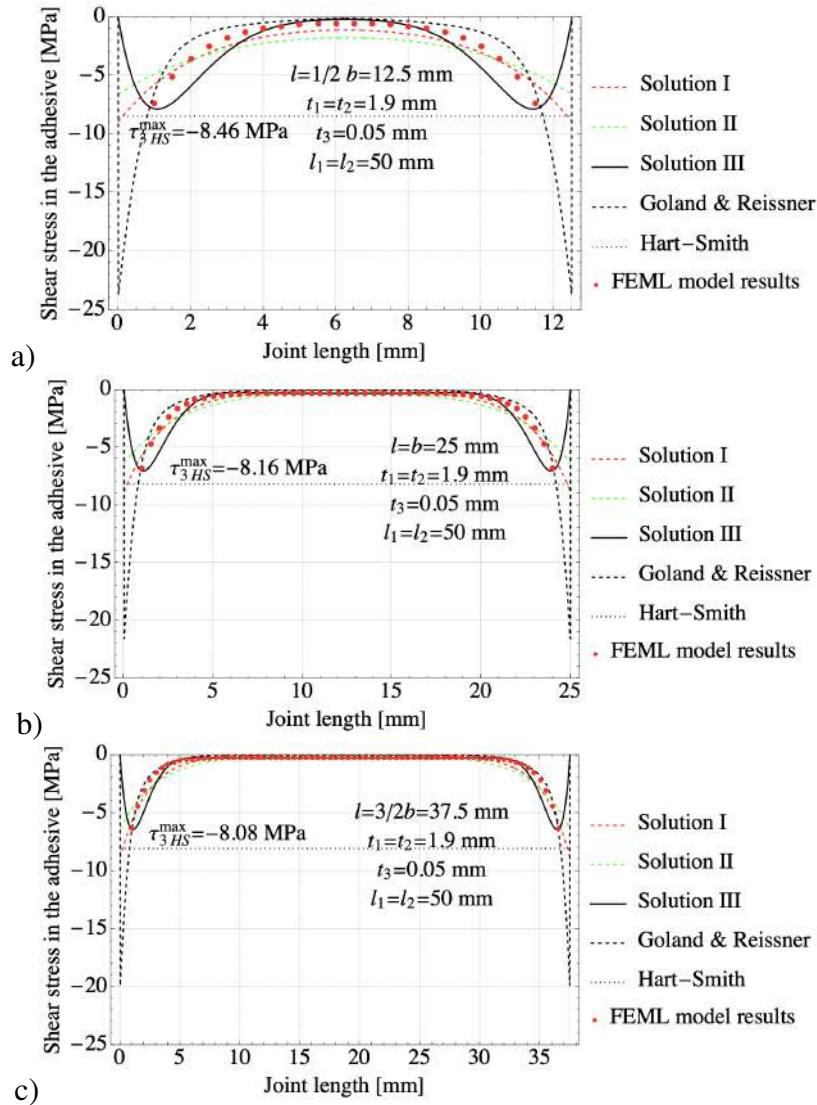 Shear stress in the adhesive [MPa]
0
−5
−10
−15
−20
−25
l=1/2 b=12.5 mm
t1=t2=1.9 mm
τ3 HS^max=−8.46 MPa
t3=0.05 mm
l1=l2=50 mm
0 2 4 6 8 10 12
Joint length [mm]
Solution I
Solution II
Solution III
Goland & Reissner
Hart−Smith
FEML model results
a)
Shear stress in the adhesive [MPa]
0
−5
−10
−15
−20
−25
l=b=25 mm
τ3 HS^max=−8.16 MPa
t1=t2=1.9 mm
t3=0.05 mm
l1=l2=50 mm
0 5 10 15 20 25
Joint length [mm]
Solution I
Solution II
Solution III
Goland & Reissner
Hart−Smith
FEML model results
b)
Shear stress in the adhesive [MPa]
0
−5
−10
−15
−20
−25
l=3/2b=37.5 mm
τ3 HS^max=−8.08 MPa
t1=t2=1.9 mm
t3=0.05 mm
l1=l2=50 mm
0 5 10 15 20 25 30 35
Joint length [mm]
Solution I
Solution II
Solution III
Goland & Reissner
Hart−Smith
FEML model results
c)